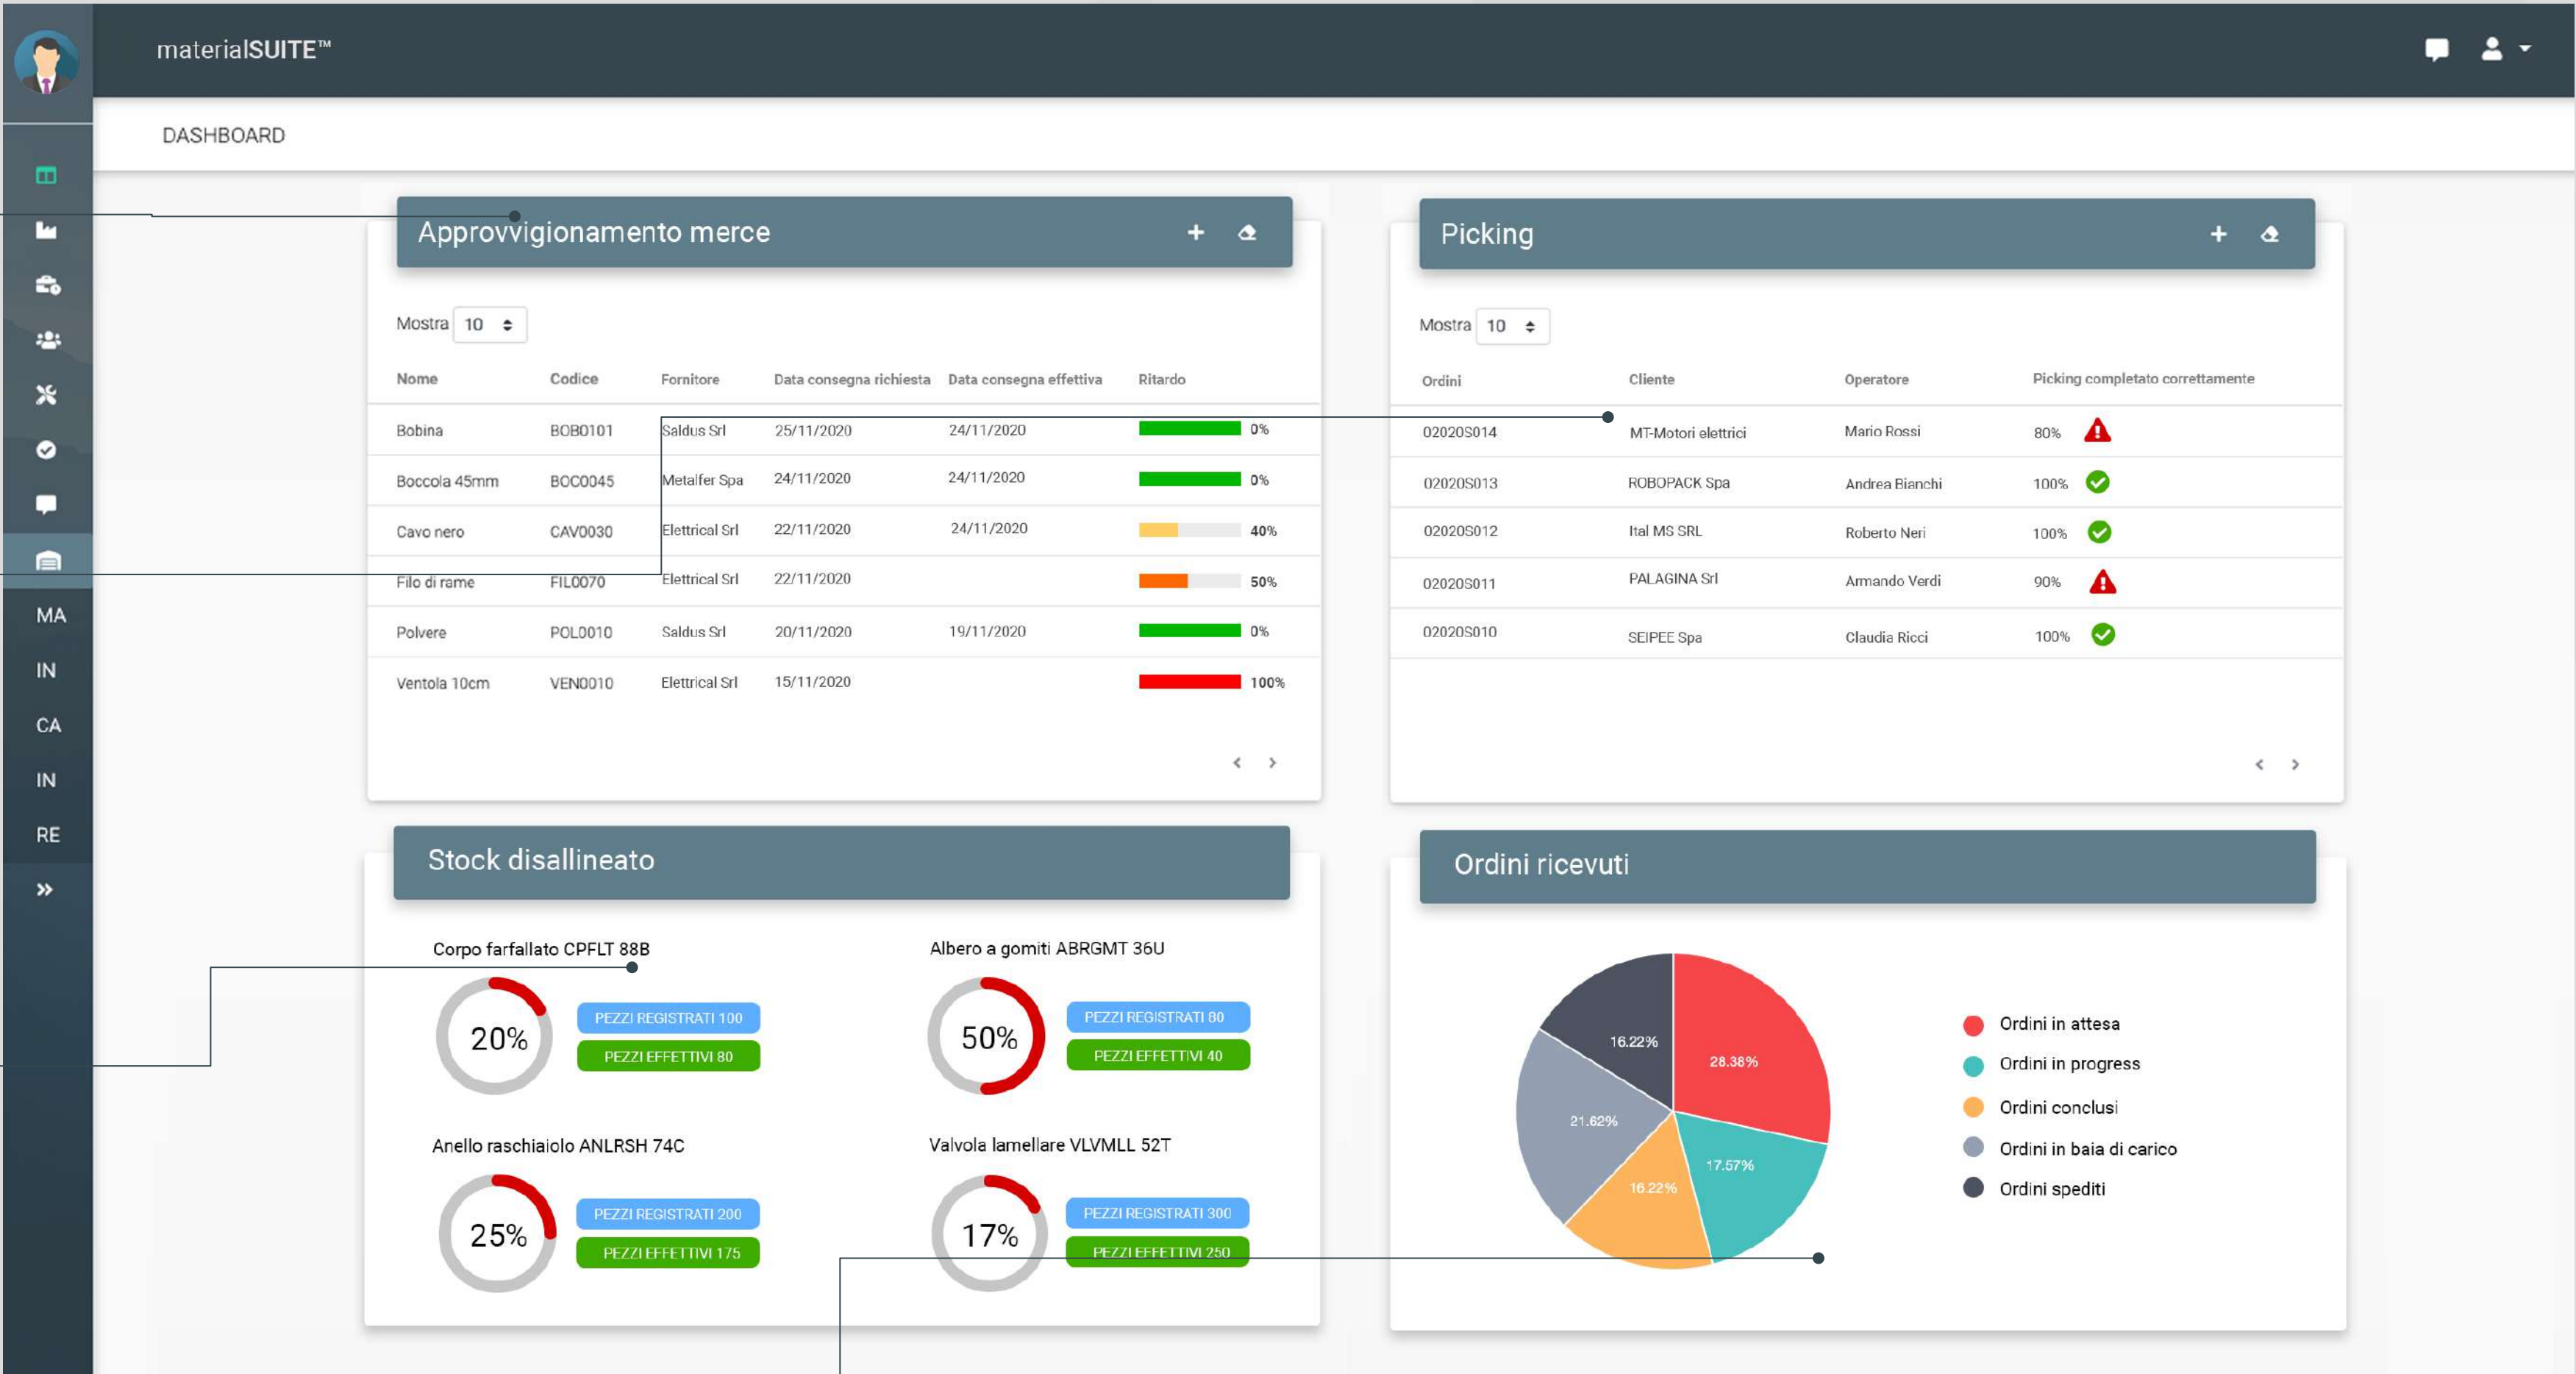 materialSUITE™
DASHBOARD
MA
IN
CA
IN
RE
Approvvigionamento merce
Mostra 10
Nome Codice Fornitore Data consegna richiesta Data consegna effettiva Ritardo
Bobina BOB0101 Saldus Srl 25/11/2020 24/11/2020 0%
Boccola 45mm BOC0045 Metalfer Spa 24/11/2020 24/11/2020 0%
Cavo nero CAV0030 Elettrical Srl 22/11/2020 24/11/2020 40%
Filo di rame FIL0070 Elettrical Srl 22/11/2020 50%
Polvere POL0010 Saldus Srl 20/11/2020 19/11/2020 0%
Ventola 10cm VEN0010 Elettrical Srl 15/11/2020 100%
Picking
Mostra 10
Ordini Cliente Operatore Picking completato correttamente
02020S014 MT-Motori elettrici Mario Rossi 80%
02020S013 ROBOPACK Spa Andrea Bianchi 100%
02020S012 Ital MS SRL Roberto Neri 100%
02020S011 PALAGINA Srl Armando Verdi 90%
02020S010 SEIPEE Spa Claudia Ricci 100%
Stock disallineato
Corpo farfallato CPFLT 88B
20%
PEZZI REGISTRATI 100
PEZZI EFFETTIVI 80
Albero a gomiti ABRGMT 36U
50%
PEZZI REGISTRATI 80
PEZZI EFFETTIVI 40
Anello raschiaiolo ANLRSH 74C
25%
PEZZI REGISTRATI 200
PEZZI EFFETTIVI 175
Valvola lamellare VLVMLL 52T
17%
PEZZI REGISTRATI 300
PEZZI EFFETTIVI 250
Ordini ricevuti
16.22%
28.38%
21.62%
17.57%
16.22%
Ordini in attesa
Ordini in progress
Ordini conclusi
Ordini in baia di carico
Ordini spediti